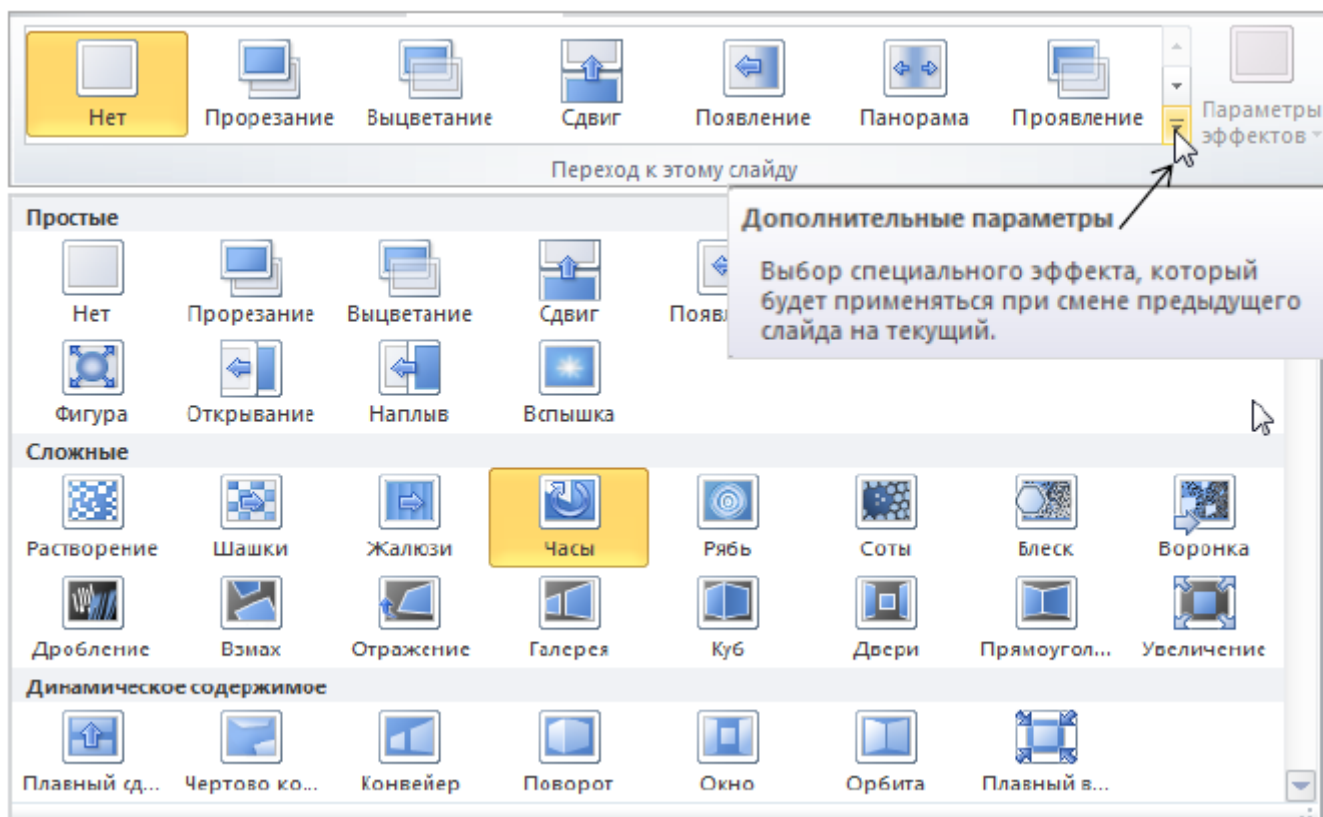 Нет Прорезание Выцветание Сдвиг Появление Панорама Проявление Параметры
эффектов
Переход к этому слайду
Дополнительные параметры
Выбор специального эффекта, который
будет применяться при смене предыдущего
слайда на текущий.
Простые
Нет Прорезание Выцветание Сдвиг Появл
Фигура Открывание Наплыв Вспышка
Сложные
Растворение Шашки Жалюзи Часы Рябь Соты Блеск Воронка
Дробление Взмах Отражение Галерея Куб Двери Прямоугол... Увеличение
Динамическое содержимое
Плавный сд... Чертово ко... Конвейер Поворот Окно Орбита Плавный в...